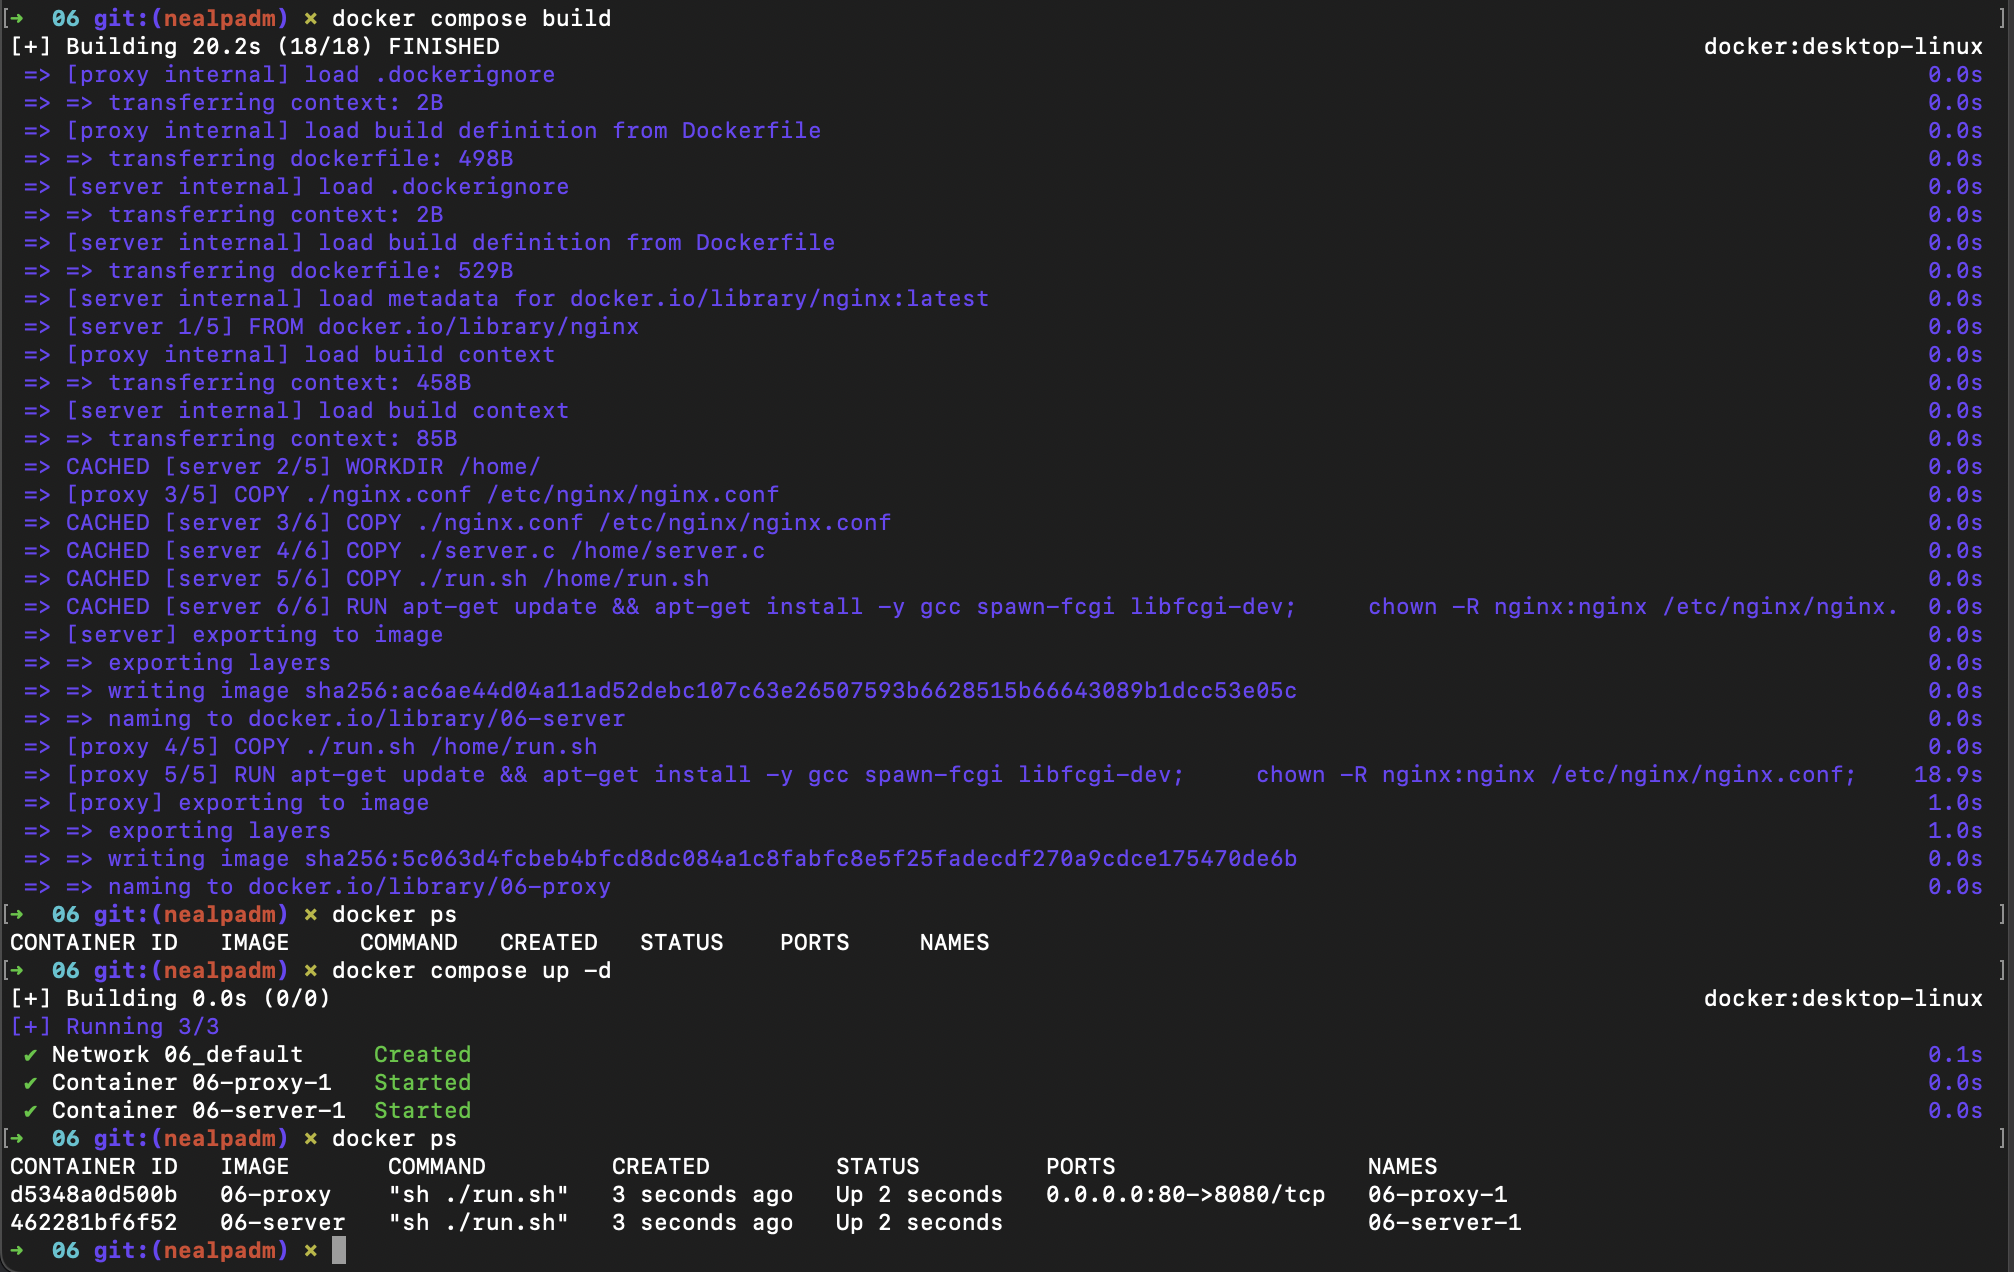 [➜  06 git:(nealpadm) ✗ docker compose build ]
[+] Building 20.2s (18/18) FINISHED docker:desktop-linux
=> [proxy internal] load .dockerignore 0.0s
=> => transferring context: 2B 0.0s
=> [proxy internal] load build definition from Dockerfile 0.0s
=> => transferring dockerfile: 498B 0.0s
=> [server internal] load .dockerignore 0.0s
=> => transferring context: 2B 0.0s
=> [server internal] load build definition from Dockerfile 0.0s
=> => transferring dockerfile: 529B 0.0s
=> [server internal] load metadata for docker.io/library/nginx:latest 0.0s
=> [server 1/5] FROM docker.io/library/nginx 0.0s
=> [proxy internal] load build context 0.0s
=> => transferring context: 458B 0.0s
=> [server internal] load build context 0.0s
=> => transferring context: 85B 0.0s
=> CACHED [server 2/5] WORKDIR /home/ 0.0s
=> [proxy 3/5] COPY ./nginx.conf /etc/nginx/nginx.conf 0.0s
=> CACHED [server 3/6] COPY ./nginx.conf /etc/nginx/nginx.conf 0.0s
=> CACHED [server 4/6] COPY ./server.c /home/server.c 0.0s
=> CACHED [server 5/6] COPY ./run.sh /home/run.sh 0.0s
=> CACHED [server 6/6] RUN apt-get update && apt-get install -y gcc spawn-fcgi libfcgi-dev;     chown -R nginx:nginx /etc/nginx/nginx. 0.0s
=> [server] exporting to image 0.0s
=> => exporting layers 0.0s
=> => writing image sha256:ac6ae44d04a11ad52debc107c63e26507593b6628515b66643089b1dcc53e05c 0.0s
=> => naming to docker.io/library/06-server 0.0s
=> [proxy 4/5] COPY ./run.sh /home/run.sh 0.0s
=> [proxy 5/5] RUN apt-get update && apt-get install -y gcc spawn-fcgi libfcgi-dev;     chown -R nginx:nginx /etc/nginx/nginx.conf; 18.9s
=> [proxy] exporting to image 1.0s
=> => exporting layers 1.0s
=> => writing image sha256:5c063d4fcbeb4bfcd8dc084a1c8fabfc8e5f25fadecdf270a9cdce175470de6b 0.0s
=> => naming to docker.io/library/06-proxy 0.0s
[➜  06 git:(nealpadm) ✗ docker ps ]
CONTAINER ID   IMAGE     COMMAND   CREATED   STATUS    PORTS     NAMES
[➜  06 git:(nealpadm) ✗ docker compose up -d ]
[+] Building 0.0s (0/0) docker:desktop-linux
[+] Running 3/3
✔ Network 06_default     Created 0.1s
✔ Container 06-proxy-1   Started 0.0s
✔ Container 06-server-1  Started 0.0s
[➜  06 git:(nealpadm) ✗ docker ps ]
CONTAINER ID   IMAGE       COMMAND         CREATED         STATUS         PORTS                  NAMES
d5348a0d500b   06-proxy    "sh ./run.sh"   3 seconds ago   Up 2 seconds   0.0.0.0:80->8080/tcp   06-proxy-1
462281bf6f52   06-server   "sh ./run.sh"   3 seconds ago   Up 2 seconds                          06-server-1
➜  06 git:(nealpadm) ✗